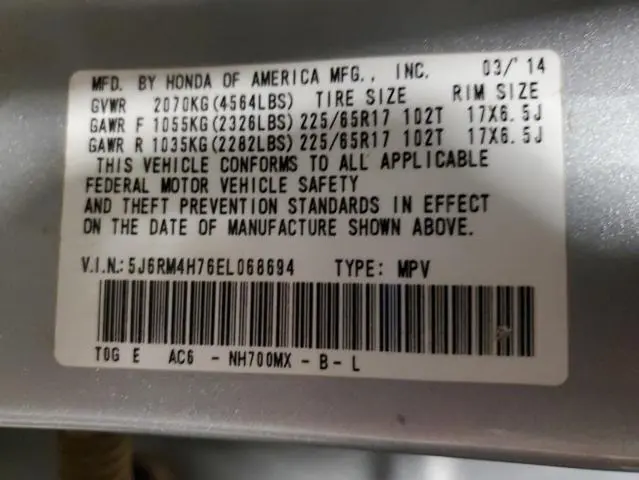 MFD. BY HONDA OF AMERICA MFG., INC. 03/'14
GVWR 2070KG(4564LBS) TIRE SIZE RIM SIZE
GAWR F 1055KG(2326LBS) 225/65R17 102T 17X6.5J
GAWR R 1035KG(2282LBS) 225/65R17 102T 17X6.5J
THIS VEHICLE CONFORMS TO ALL APPLICABLE
FEDERAL MOTOR VEHICLE SAFETY
AND THEFT PREVENTION STANDARDS IN EFFECT
ON THE DATE OF MANUFACTURE SHOWN ABOVE.
V.I.N.: 5J6RM4H76EL068694 TYPE: MPV
T0G E AC6 - NH700MX - B - L